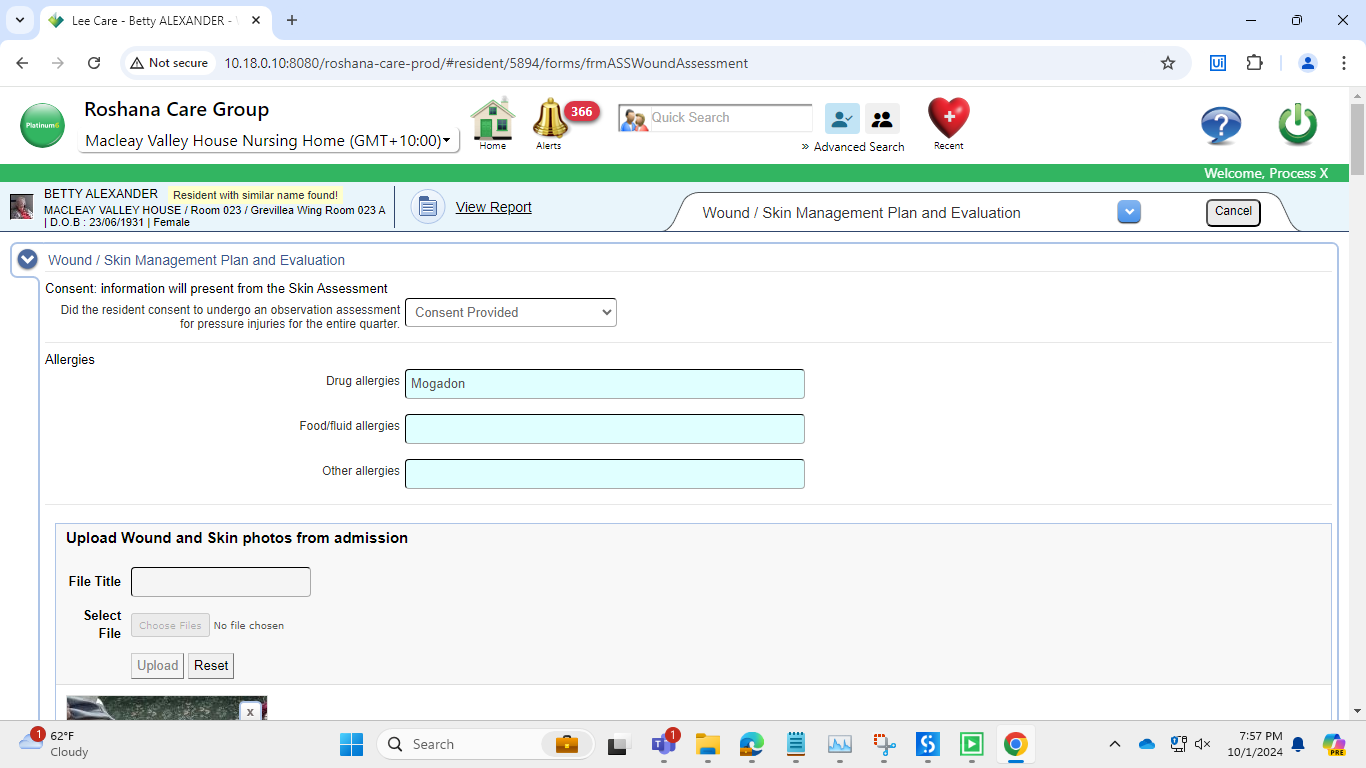 Lee Care - Betty ALEXANDER -
Not secure
10.18.0.10:8080/roshana-care-prod/#resident/5894/forms/frmASSWoundAssessment
Platinum6
Roshana Care Group
Macleay Valley House Nursing Home (GMT+10:00)
Home
366
Alerts
Quick Search
» Advanced Search
Recent
Welcome, Process X
BETTY ALEXANDER
Resident with similar name found!
MACLEAY VALLEY HOUSE / Room 023 / Grevillea Wing Room 023 A
| D.O.B : 23/06/1931 | Female
View Report
Wound / Skin Management Plan and Evaluation
Cancel
Wound / Skin Management Plan and Evaluation
Consent: information will present from the Skin Assessment
Did the resident consent to undergo an observation assessment
for pressure injuries for the entire quarter.
Consent Provided
Allergies
Drug allergies
Mogadon
Food/fluid allergies
Other allergies
Upload Wound and Skin photos from admission
File Title
Select
File
Choose Files
No file chosen
Upload
Reset
x
1
62°F
Cloudy
Search
1
7:57 PM
10/1/2024
PRE